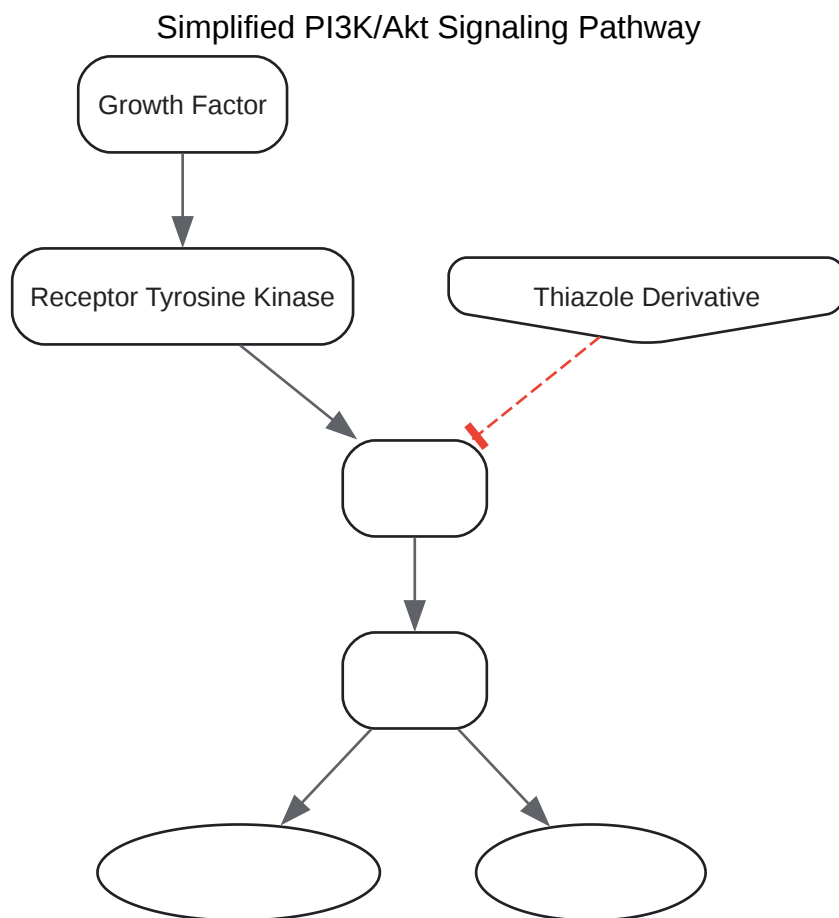 Simplified PI3K/Akt Signaling Pathway
Growth Factor
Receptor Tyrosine Kinase
Thiazole Derivative